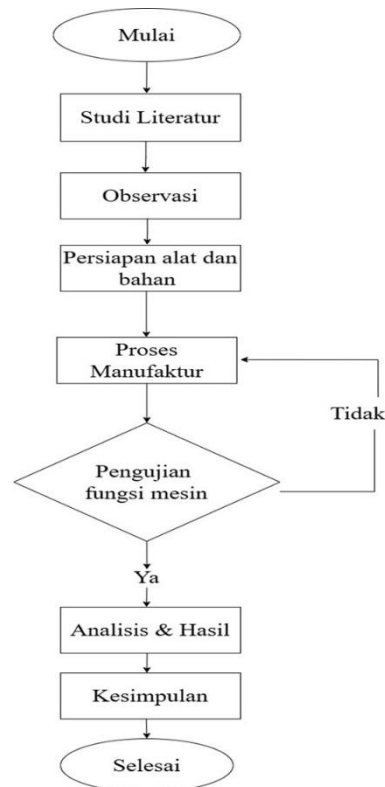 Mulai
Studi Literatur
Observasi
Persiapan alat dan
bahan
Proses
Manufaktur
Tidak
Pengujian
fungsi mesin
Ya
Analisis & Hasil
Kesimpulan
Selesai